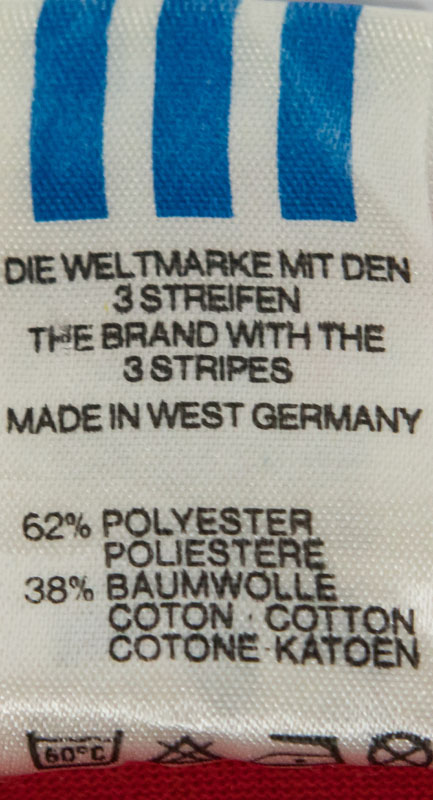 DIE WELTMARKE MIT DEN
3 STREIFEN
THE BRAND WITH THE
3 STRIPES
MADE IN WEST GERMANY
62% POLYESTER
POLIESTERE
38% BAUMWOLLE
COTON · COTTON
COTONE · KATOEN
60°C